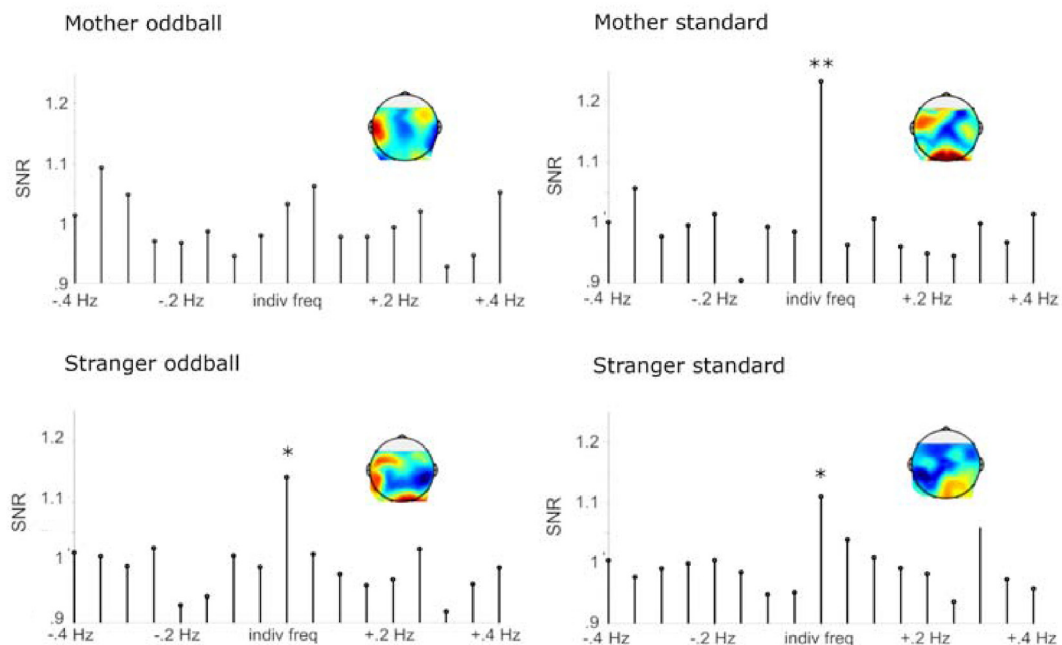 Mother oddball
1.2
1.1
1
.9
SNR
-.4 Hz
-.2 Hz
indiv freq
+.2 Hz
+.4 Hz
Mother standard
**
1.2
1.1
1
.9
SNR
-.4 Hz
-.2 Hz
indiv freq
+.2 Hz
+.4 Hz
Stranger oddball
*
1.2
1.1
1
.9
SNR
-.4 Hz
-.2 Hz
indiv freq
+.2 Hz
+.4 Hz
Stranger standard
*
1.2
1.1
1
.9
SNR
-.4 Hz
-.2 Hz
indiv freq
+.2 Hz
+.4 Hz